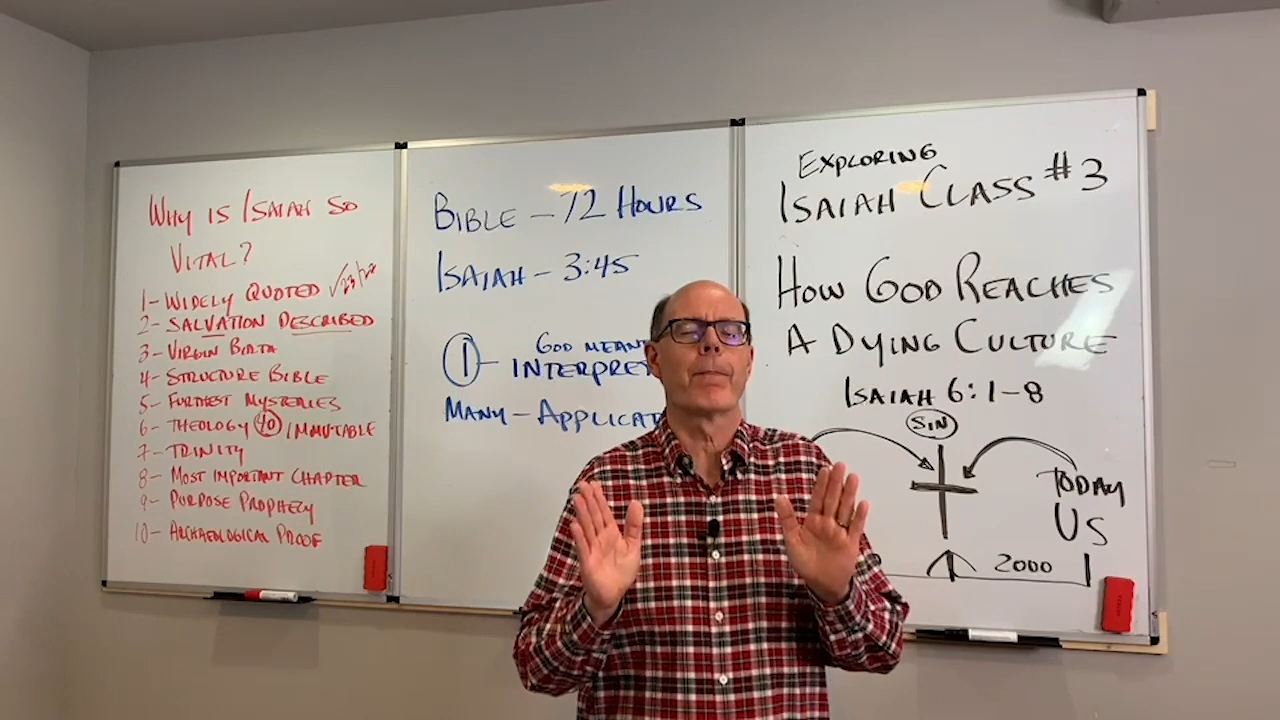 WHY IS ISAIAH SO
VITAL?
1- WIDELY QUOTED
2- SALVATION DESCRIBED
3- VIRGIN BIRTH
4- STRUCTURE BIBLE
5- FURTHEST MYSTERIES
6- THEOLOGY 40 IMMUTABLE
7- TRINITY
8- MOST IMPORTANT CHAPTER
9- PURPOSE PROPHECY
10- ARCHAEOLOGICAL PROOF
BIBLE - 72 HOURS
ISAIAH - 3:45
1 - GOD MEANT
INTERPRET
MANY - APPLICAT
EXPLORING
ISAIAH CLASS #3
HOW GOD REACHES
A DYING CULTURE
ISAIAH 6:1-8
SIN
TODAY
US
2000